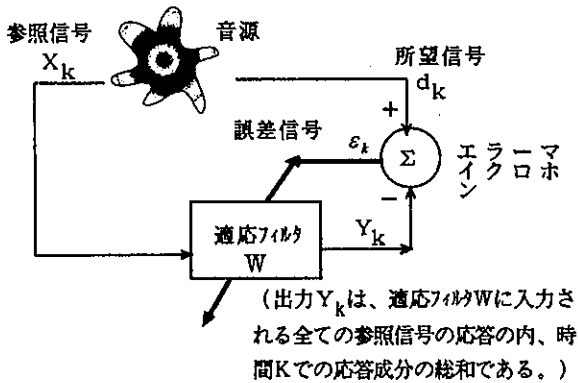 参照信号
X_k
音源
所望信号
d_k
+
誤差信号
ε_k
Σ
エラーマ
イクロホ
ン
−
適応フィルタ
W
Y_k
(出力Y_kは、適応フィルタWに入力さ
れる全ての参照信号の応答の内、時
間Kでの応答成分の総和である。)